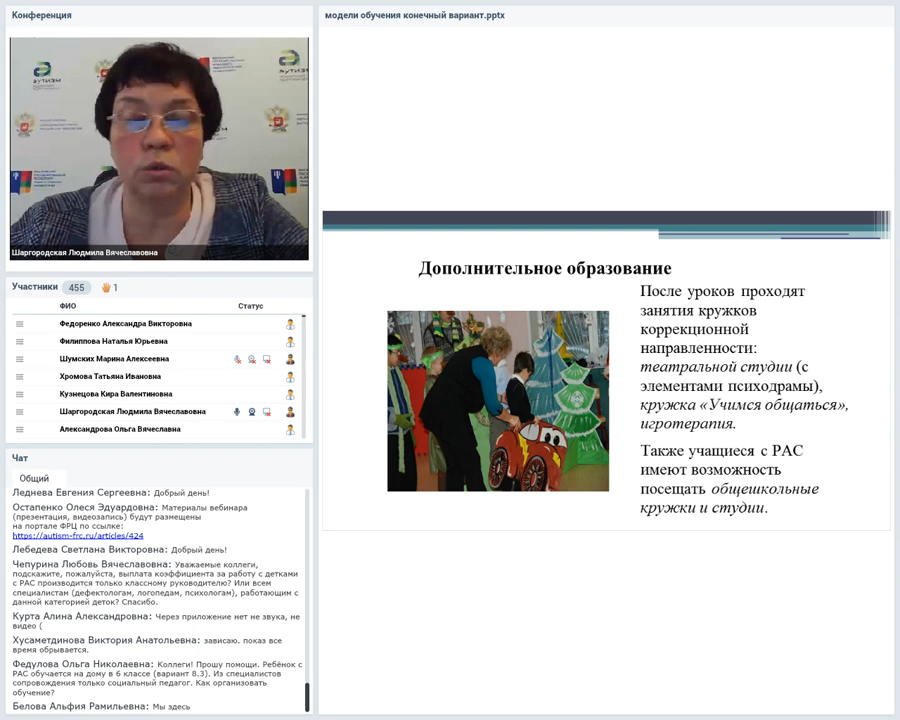 Конференция
аутизм
Шаргородская Людмила Вячеславовна
Участники 455 1
ФИО Статус
Федоренко Александра Викторовна
Филиппова Наталья Юрьевна
Шумских Марина Алексеевна
Хромова Татьяна Ивановна
Кузнецова Кира Валентиновна
Шаргородская Людмила Вячеславовна
Александрова Ольга Вячеславна
Чат
Общий
Леднева Евгения Сергеевна: Добрый день!
Остапенко Олеся Эдуардовна: Материалы вебинара
(презентация, видеозапись) будут размещены
на портале ФРЦ по ссылке:
https://autism-frc.ru/articles/424
Лебедева Светлана Викторовна: Добрый день!
Чепурина Любовь Вячеславовна: Уважаемые коллеги,
подскажите, пожалуйста, выплата коэффициента за работу с детками
с РАС производится только классному руководителю? Или всем
специалистам (дефектологам, логопедам, психологам), работающим с
данной категорией деток? Спасибо.
Курта Алина Александровна: Через приложение нет не звука, не
видео (
Хусаметдинова Виктория Анатольевна: зависаю. показ все
время обрывается.
Федулова Ольга Николаевна: Коллеги! Прошу помощи. Ребёнок с
РАС обучается на дому в 6 классе (вариант 8.3). Из специалистов
сопровождения только социальный педагог. Как организовать
обучение?
Белова Альфия Рамильевна: Мы здесь
модели обучения конечный вариант.pptx
Дополнительное образование
После уроков проходят
занятия кружков
коррекционной
направленности:
театральной студии (с
элементами психодрамы),
кружка «Учимся общаться»,
игротерапия.
Также учащиеся с РАС
имеют возможность
посещать общешкольные
кружки и студии.